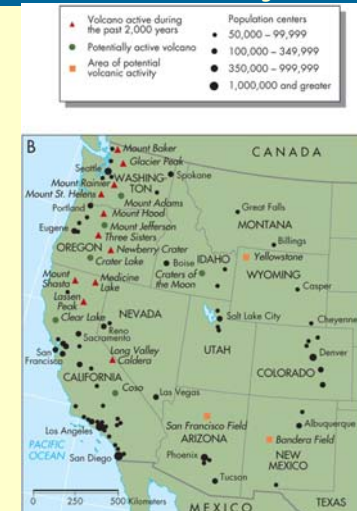 Volcano active during
the past 2,000 years
Potentially active volcano
Area of potential
volcanic activity
Population centers
50,000 – 99,999
100,000 – 349,999
350,000 – 999,999
1,000,000 and greater
B
CANADA
Mount Baker
Glacier Peak
Seattle
Spokane
WASHING
TON
Mount Rainier
Mount St. Helens
Mount Adams
Portland
Mount Hood
Great Falls
MONTANA
Mount Jefferson
Eugene
Three Sisters
Billings
OREGON
Newberry Crater
IDAHO
Yellowstone
Crater Lake
Boise
Craters of
the Moon
WYOMING
Mount
Shasta
Medicine
Lake
Casper
Lassen
Peak
Clear Lake
NEVADA
Salt Lake City
Cheyenne
Reno
Sacramento
San
Francisco
Long Valley
Caldera
UTAH
Denver
COLORADO
CALIFORNIA
Coso
Las Vegas
Los Angeles
San Francisco Field
Albuquerque
ARIZONA
Bandera Field
PACIFIC
OCEAN
San Diego
Phoenix
NEW
MEXICO
Tucson
0 250 500 Kilometers
MEXICO
TEXAS